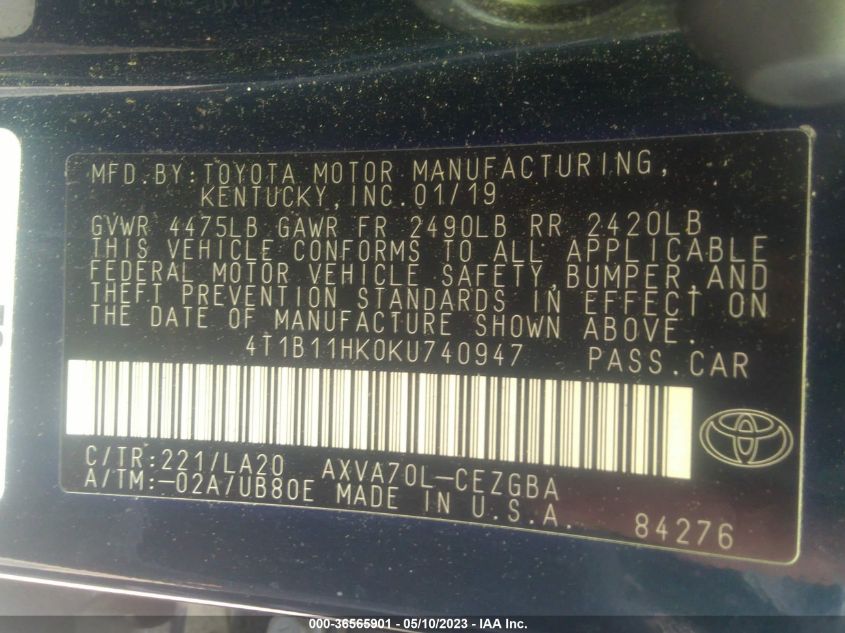 MFD.BY:TOYOTA MOTOR MANUFACTURING,
KENTUCKY,INC.01/19
GVWR 4475LB GAWR FR 2490LB RR 2420LB
THIS VEHICLE CONFORMS TO ALL APPLICABLE
FEDERAL MOTOR VEHICLE SAFETY,BUMPER,AND
THEFT PREVENTION STANDARDS IN EFFECT ON
THE DATE OF MANUFACTURE SHOWN ABOVE.
4T1B11HK0KU740947 PASS.CAR
C/TR:221/LA20 AXVA70L-CEZGBA
A/TM:-02A/UB80E MADE IN U.S.A.
84276
000-36565901 - 05/10/2023 - IAA Inc.